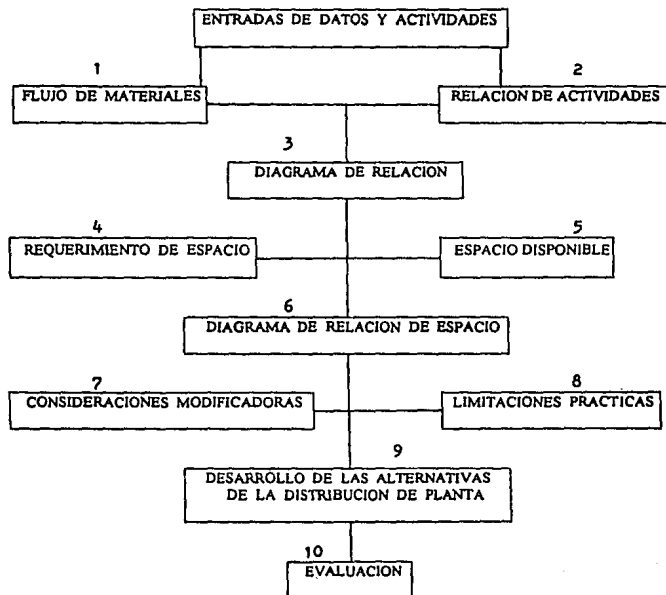 ENTRADAS DE DATOS Y ACTIVIDADES
1
2
FLUJO DE MATERIALES
RELACION DE ACTIVIDADES
3
DIAGRAMA DE RELACION
4
5
REQUERIMIENTO DE ESPACIO
ESPACIO DISPONIBLE
6
DIAGRAMA DE RELACION DE ESPACIO
7
8
CONSIDERACIONES MODIFICADORAS
LIMITACIONES PRACTICAS
9
DESARROLLO DE LAS ALTERNATIVAS
DE LA DISTRIBUCION DE PLANTA
10
EVALUACION